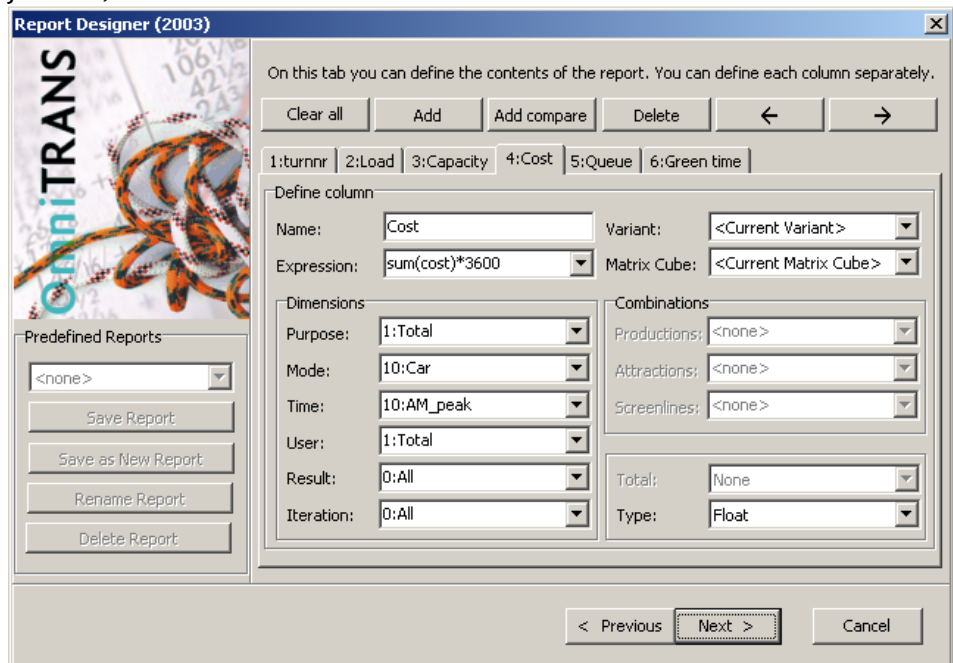 Report Designer (2003)
OmniTRANS
On this tab you can define the contents of the report. You can define each column separately.
Clear all Add Add compare Delete ← →
1:turnnr 2:Load 3:Capacity 4:Cost 5:Queue 6:Green time
Define column
Name: Cost Variant: <Current Variant>
Expression: sum(cost)*3600 Matrix Cube: <Current Matrix Cube>
Dimensions Combinations
Purpose: 1:Total Productions: <none>
Mode: 10:Car Attractions: <none>
Time: 10:AM_peak Screenlines: <none>
User: 1:Total
Result: 0:All Total: None
Iteration: 0:All Type: Float
Predefined Reports
<none>
Save Report
Save as New Report
Rename Report
Delete Report
< Previous Next > Cancel